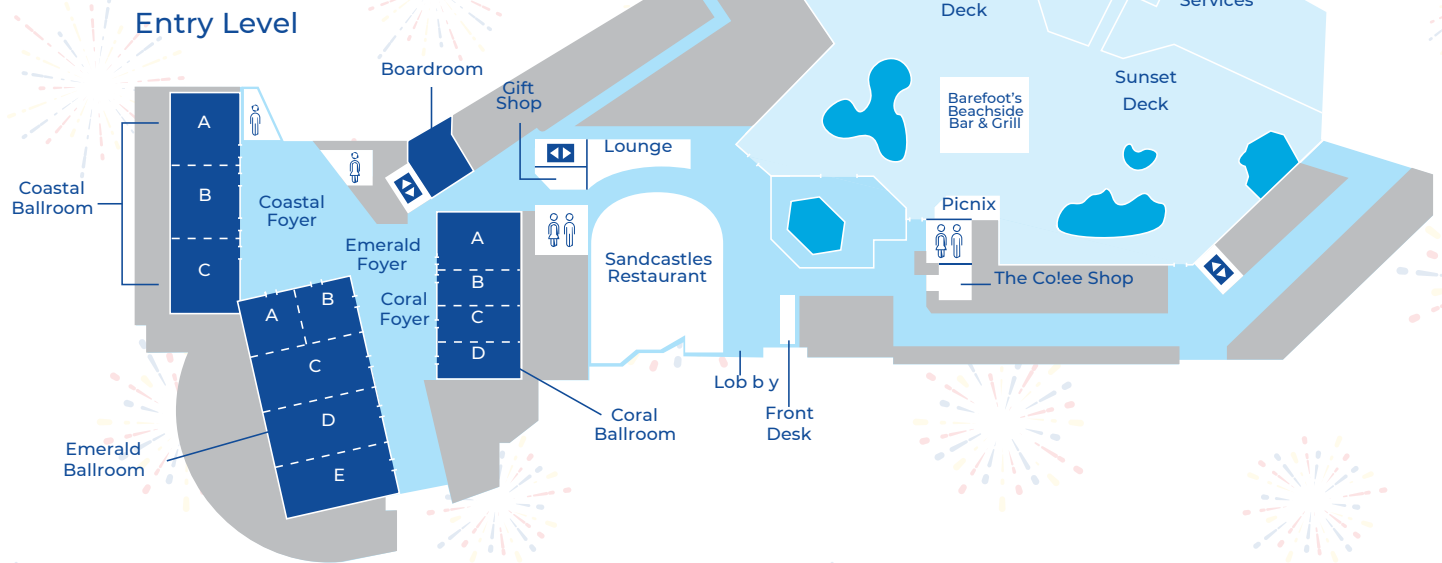 Entry Level
Deck
Services
Boardroom
Gift
Shop
Lounge
Sunset
Deck
Barefoot's
Beachside
Bar & Grill
A
B
C
Coastal
Ballroom
Coastal
Foyer
Emerald
Foyer
Coral
Foyer
A
B
C
D
Sandcastles
Restaurant
Picnix
The Co!ee Shop
A
B
C
D
E
Lob b y
Front
Desk
Coral
Ballroom
Emerald
Ballroom